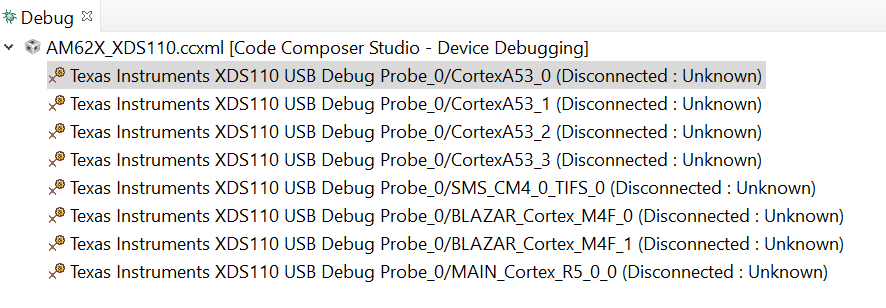 Debug
AM62X_XDS110.ccxml [Code Composer Studio - Device Debugging]
Texas Instruments XDS110 USB Debug Probe_0/CortexA53_0 (Disconnected : Unknown)
Texas Instruments XDS110 USB Debug Probe_0/CortexA53_1 (Disconnected : Unknown)
Texas Instruments XDS110 USB Debug Probe_0/CortexA53_2 (Disconnected : Unknown)
Texas Instruments XDS110 USB Debug Probe_0/CortexA53_3 (Disconnected : Unknown)
Texas Instruments XDS110 USB Debug Probe_0/SMS_CM4_0_TIFS_0 (Disconnected : Unknown)
Texas Instruments XDS110 USB Debug Probe_0/BLAZAR_Cortex_M4F_0 (Disconnected : Unknown)
Texas Instruments XDS110 USB Debug Probe_0/BLAZAR_Cortex_M4F_1 (Disconnected : Unknown)
Texas Instruments XDS110 USB Debug Probe_0/MAIN_Cortex_R5_0_0 (Disconnected : Unknown)